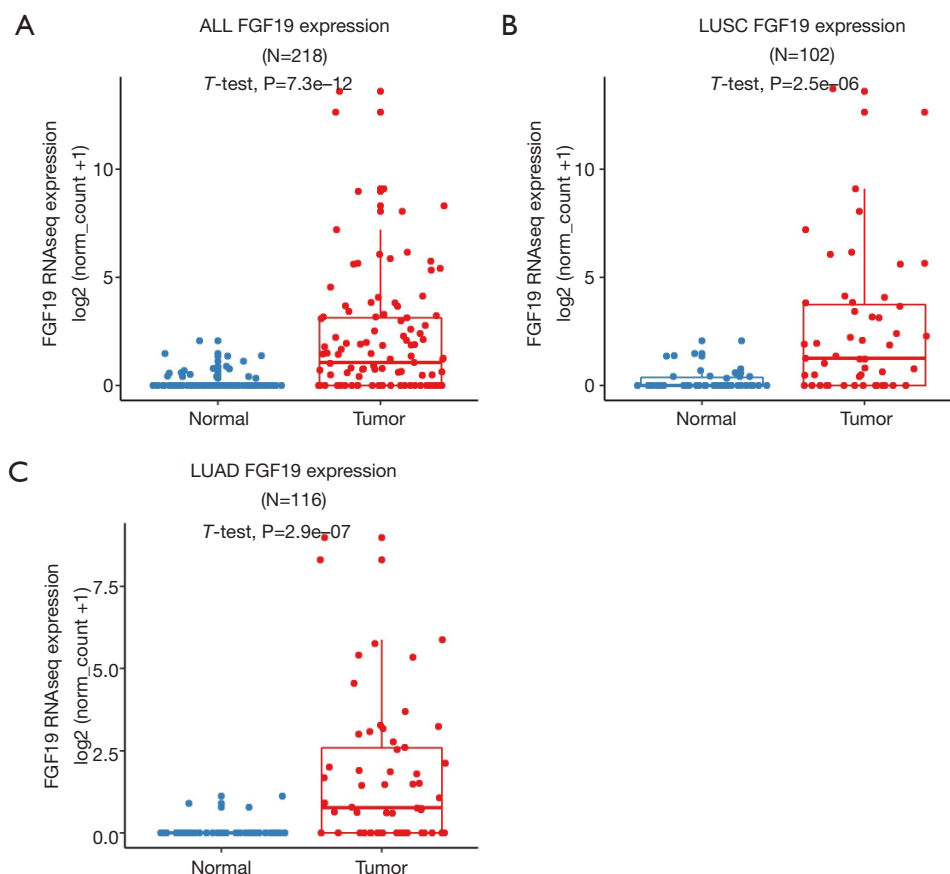 A
ALL FGF19 expression
(N=218)
T-test, P=7.3e–12
FGF19 RNAseq expression
log2 (norm_count +1)
10
5
0
Normal
Tumor
B
LUSC FGF19 expression
(N=102)
T-test, P=2.5e–06
FGF19 RNAseq expression
log2 (norm_count +1)
10
5
0
Normal
Tumor
C
LUAD FGF19 expression
(N=116)
T-test, P=2.9e–07
FGF19 RNAseq expression
log2 (norm_count +1)
7.5
5.0
2.5
0.0
Normal
Tumor